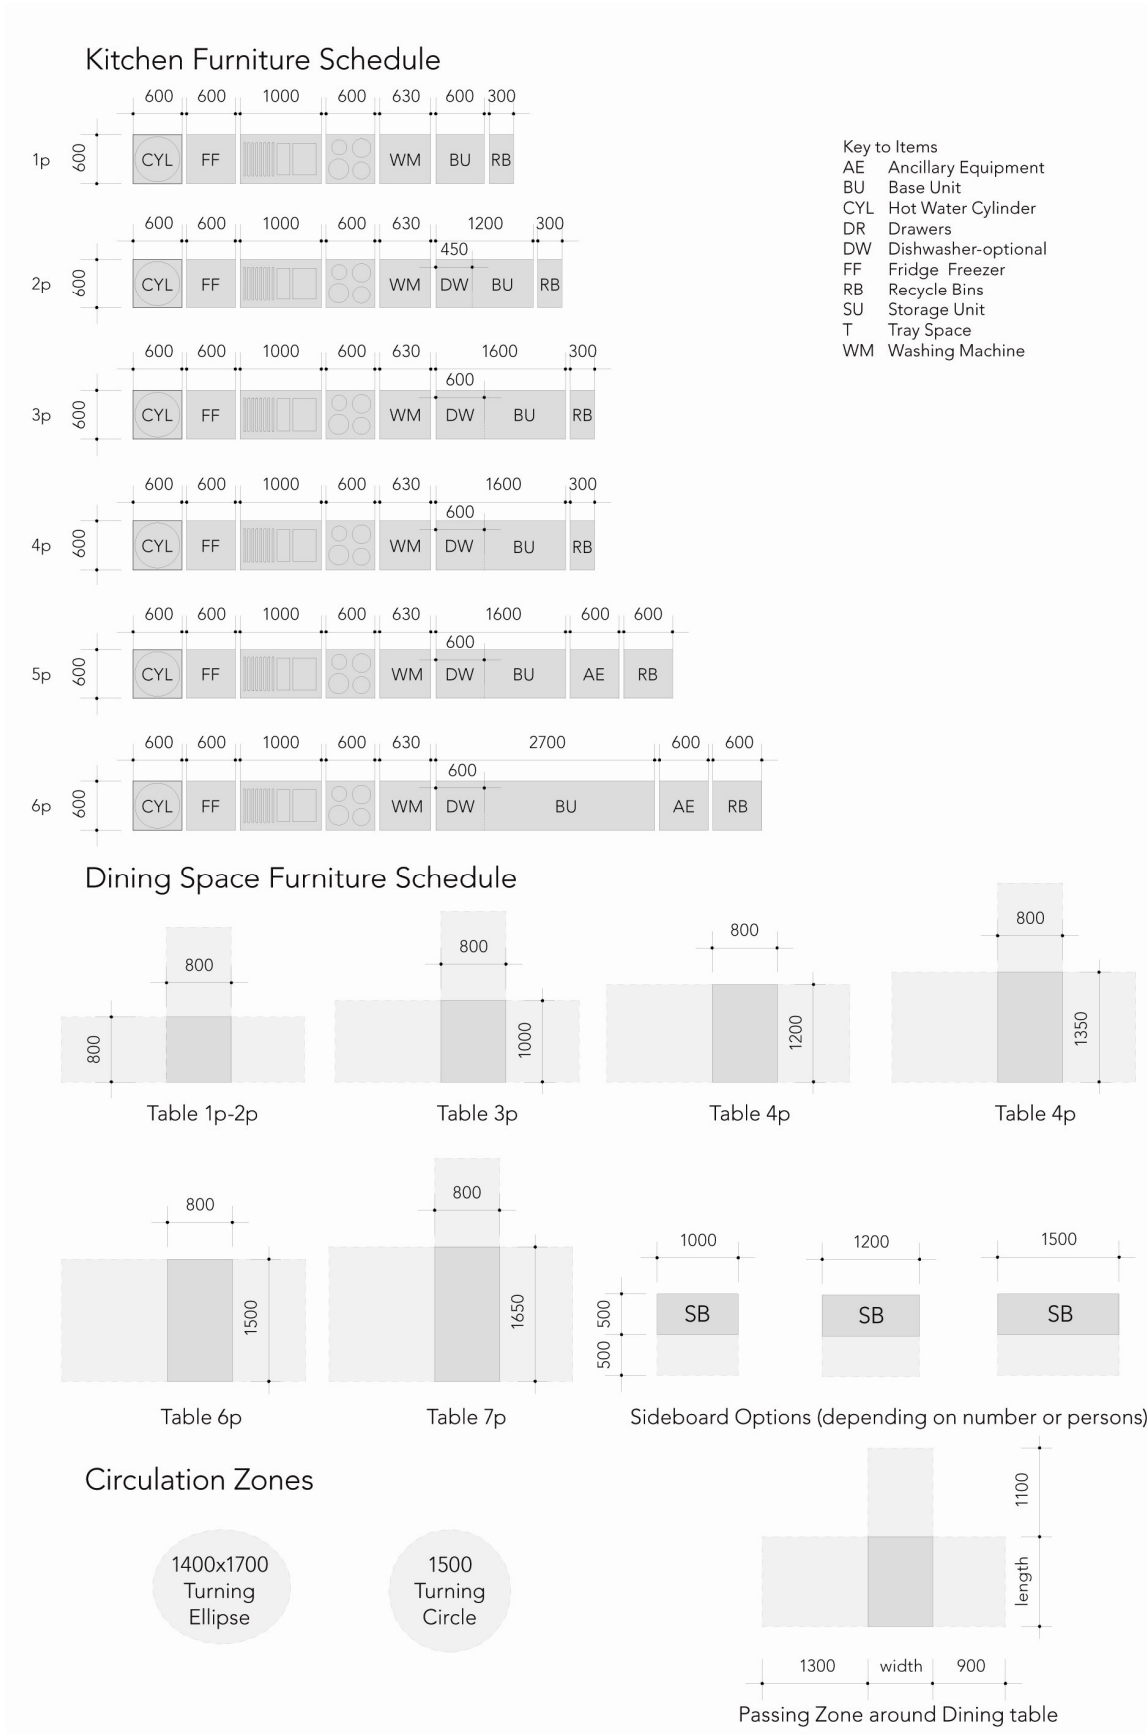 Kitchen Furniture Schedule
600 600 1000 600 630 600 300
1p 600 CYL FF WM BU RB
600 600 1000 600 630 1200 300
450
2p 600 CYL FF WM DW BU RB
600 600 1000 600 630 1600 300
600
3p 600 CYL FF WM DW BU RB
600 600 1000 600 630 1600 300
600
4p 600 CYL FF WM DW BU RB
600 600 1000 600 630 1600 600 600
600
5p 600 CYL FF WM DW BU AE RB
600 600 1000 600 630 2700 600 600
600
6p 600 CYL FF WM DW BU AE RB
Key to Items
AE Ancillary Equipment
BU Base Unit
CYL Hot Water Cylinder
DR Drawers
DW Dishwasher-optional
FF Fridge Freezer
RB Recycle Bins
SU Storage Unit
T Tray Space
WM Washing Machine
Dining Space Furniture Schedule
800 800 800 800
800 1000 1200 1350
Table 1p-2p Table 3p Table 4p Table 4p
800 800 1000 1200 1500
1500 1650 500 SB SB SB
500
Table 6p Table 7p Sideboard Options (depending on number or persons)
Circulation Zones
1400x1700
Turning
Ellipse
1500
Turning
Circle
1100
length
1300 width 900
Passing Zone around Dining table